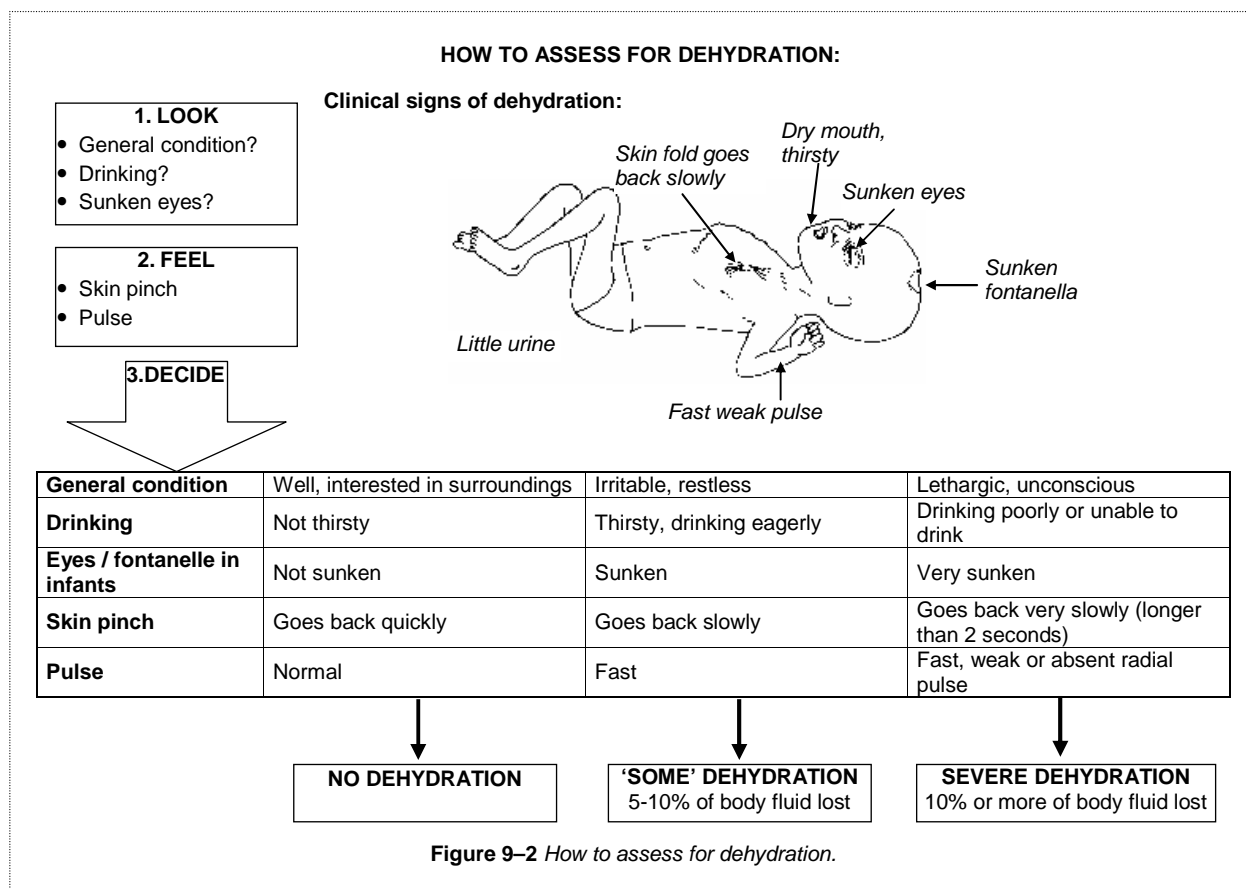 HOW TO ASSESS FOR DEHYDRATION:
1. LOOK
• General condition?
• Drinking?
• Sunken eyes?
2. FEEL
• Skin pinch
• Pulse
3.DECIDE
Clinical signs of dehydration:
Skin fold goes
back slowly
Dry mouth,
thirsty
Sunken eyes
Sunken
fontanella
Little urine
Fast weak pulse
General condition Well, interested in surroundings Irritable, restless Lethargic, unconscious
Drinking Not thirsty Thirsty, drinking eagerly Drinking poorly or unable to
drink
Eyes / fontanelle in
infants Not sunken Sunken Very sunken
Skin pinch Goes back quickly Goes back slowly Goes back very slowly (longer
than 2 seconds)
Pulse Normal Fast Fast, weak or absent radial
pulse
NO DEHYDRATION
'SOME' DEHYDRATION
5-10% of body fluid lost
SEVERE DEHYDRATION
10% or more of body fluid lost
Figure 9–2 How to assess for dehydration.